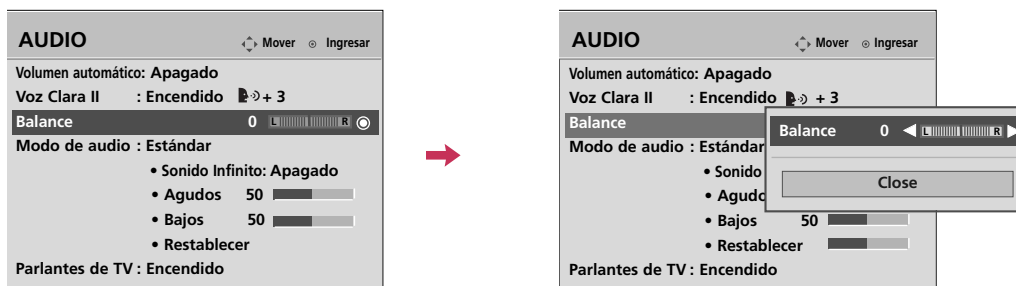 AUDIO
Mover Ingresar
Volumen automático: Apagado
Voz Clara II : Encendido + 3
Balance 0 L R
Modo de audio : Estándar
• Sonido Infinito: Apagado
• Agudos 50
• Bajos 50
• Restablecer
Parlantes de TV : Encendido
AUDIO
Mover Ingresar
Volumen automático: Apagado
Voz Clara II : Encendido + 3
Balance
Modo de audio : Estándar
• Sonido
• Agudo
• Bajos 50
• Restablecer
Parlantes de TV : Encendido
Balance 0 L R
Close